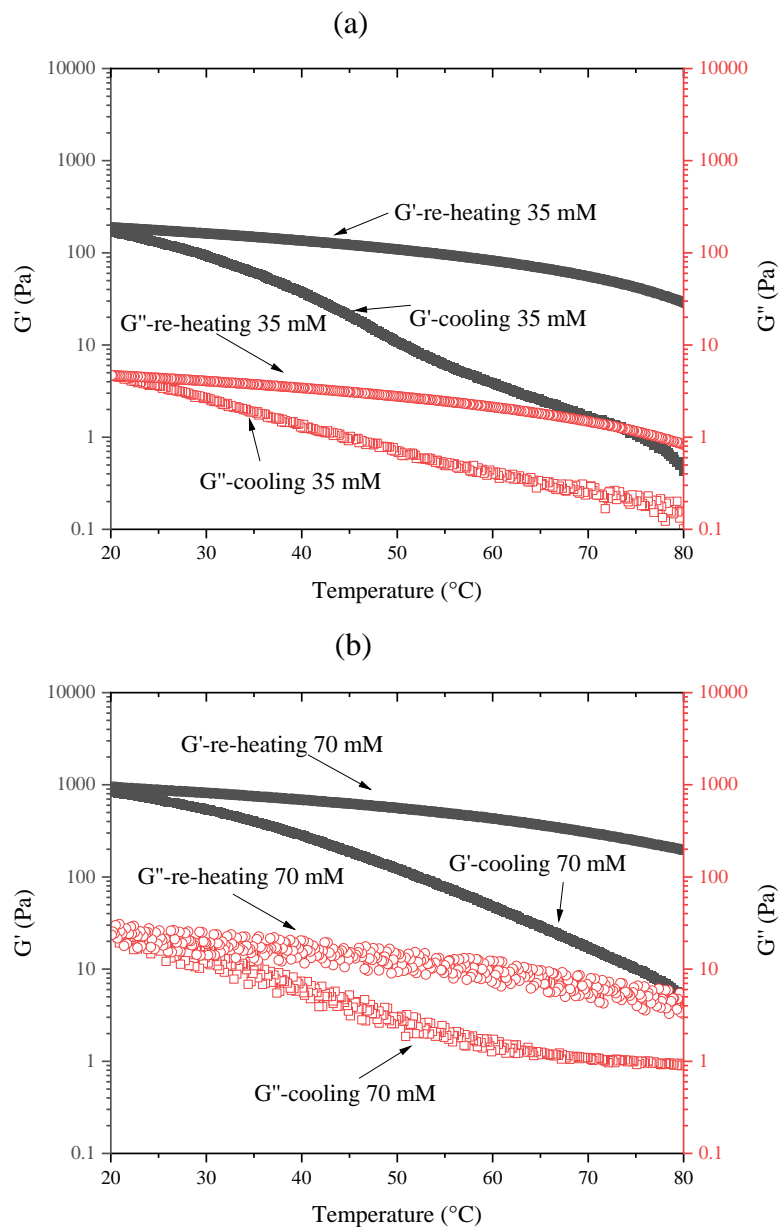 (a)
10000
10000
1000
1000
G'-re-heating 35 mM
100
100
G' (Pa)
G'' (Pa)
G''-re-heating 35 mM
G'-cooling 35 mM
10
10
1
1
G''-cooling 35 mM
0.1
0.1
20 30 40 50 60 70 80
Temperature (°C)
(b)
10000
10000
G'-re-heating 70 mM
1000
1000
G'-cooling 70 mM
G''-re-heating 70 mM
100
100
G' (Pa)
G'' (Pa)
10
10
1
1
G''-cooling 70 mM
0.1
0.1
20 30 40 50 60 70 80
Temperature (°C)